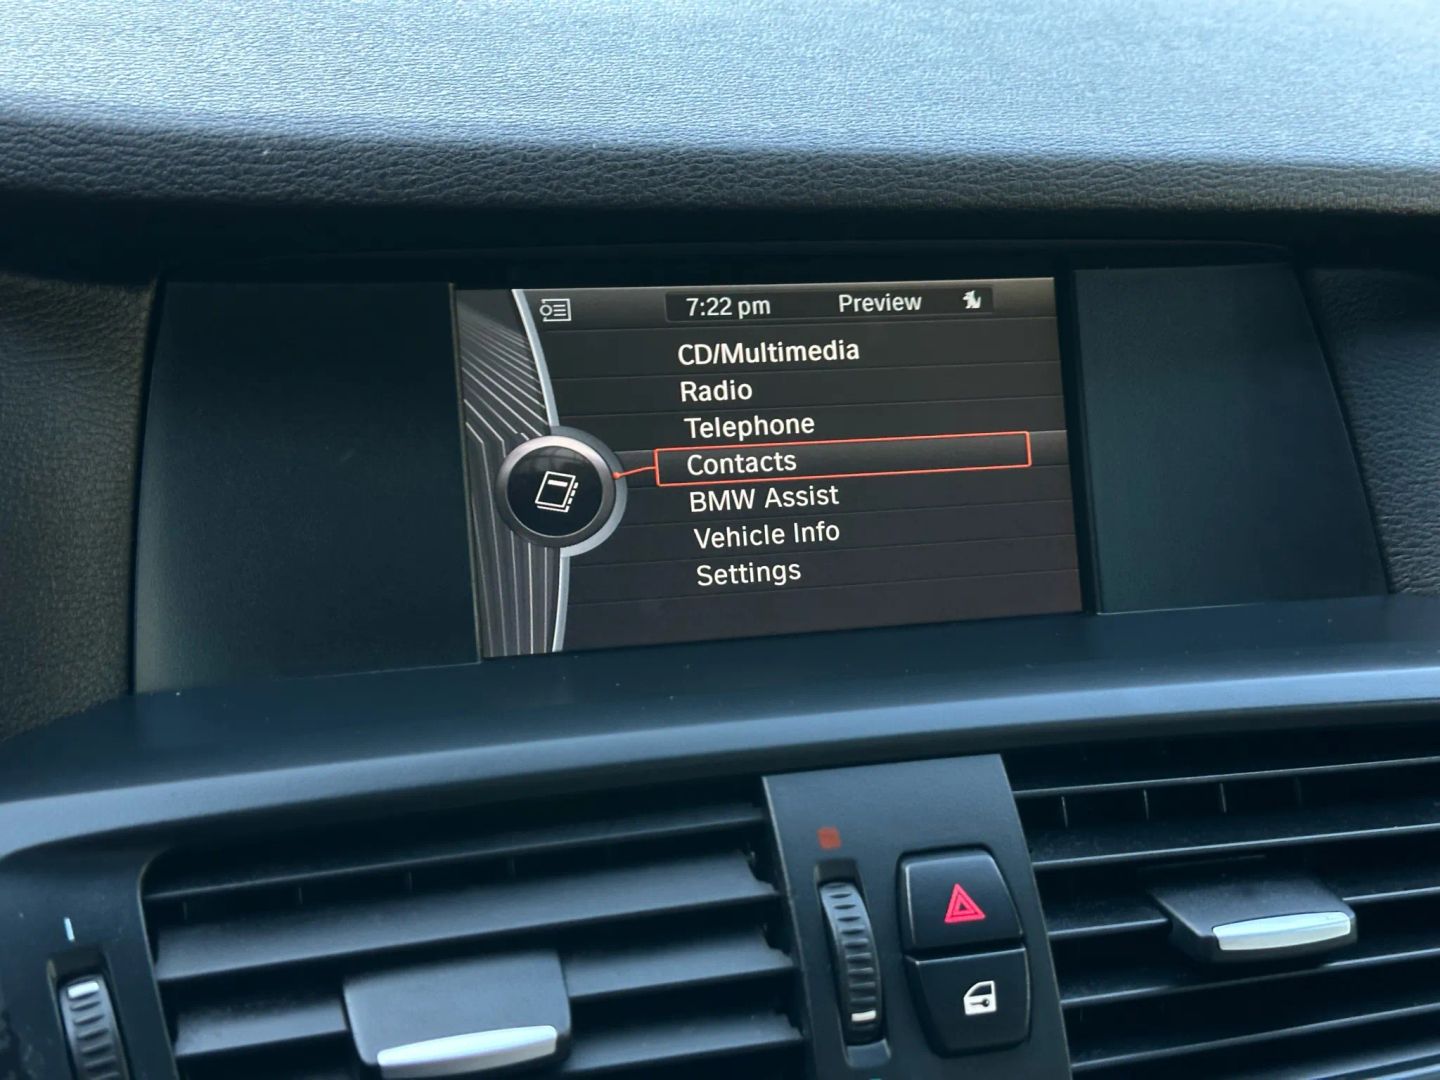 7:22 pm Preview
CD/Multimedia
Radio
Telephone
Contacts
BMW Assist
Vehicle Info
Settings